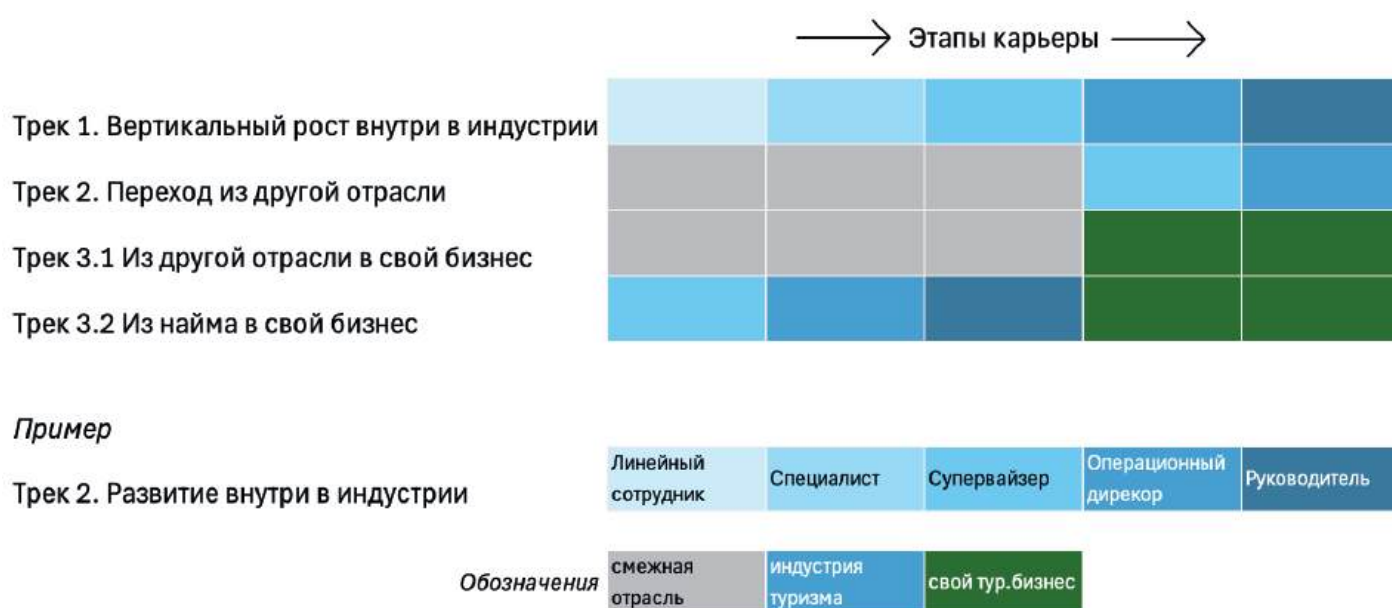 Этапы карьеры
Трек 1. Вертикальный рост внутри в индустрии
Трек 2. Переход из другой отрасли
Трек 3.1 Из другой отрасли в свой бизнес
Трек 3.2 Из найма в свой бизнес
Пример
Трек 2. Развитие внутри в индустрии
Линейный
сотрудник
Специалист
Супервайзер
Операционный
дирекор
Руководитель
Обозначения
смежная
отрасль
индустрия
туризма
свой тур.бизнес